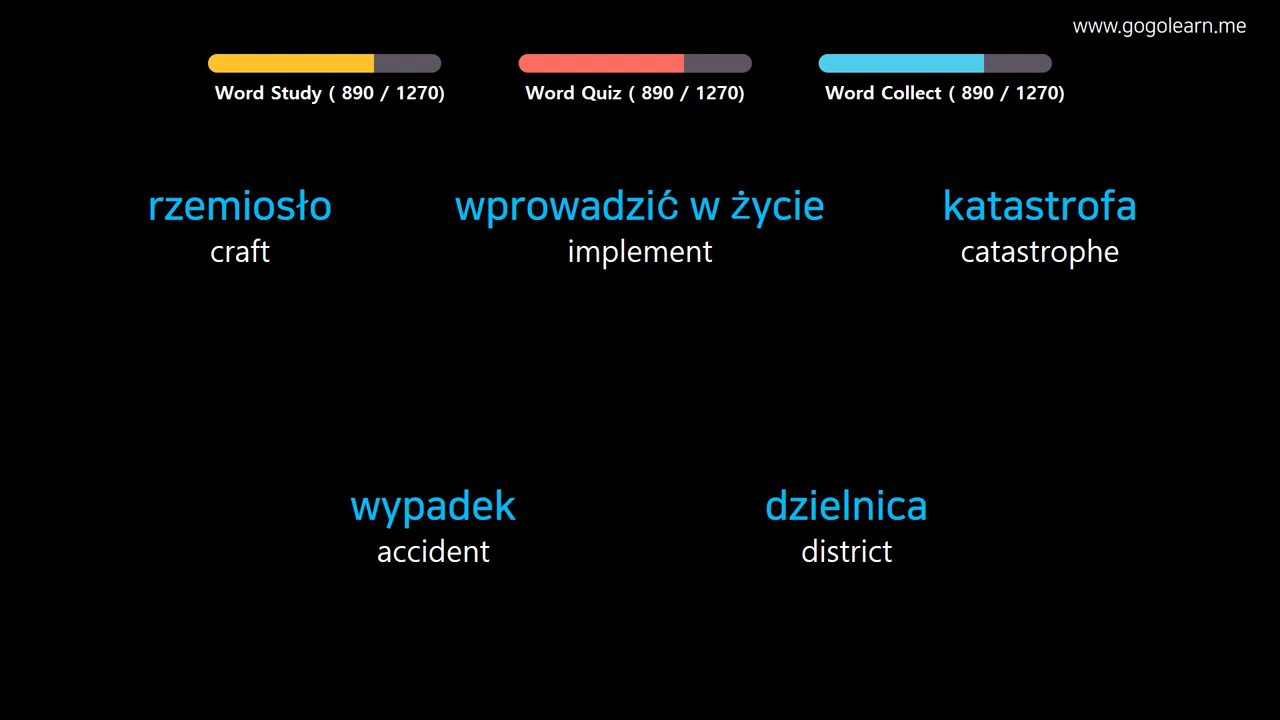 www.gogolearn.me
Word Study ( 890 / 1270)
Word Quiz ( 890 / 1270)
Word Collect ( 890 / 1270)
rzemiosło
craft
wprowadzić w życie
implement
katastrofa
catastrophe
wypadek
accident
dzielnica
district